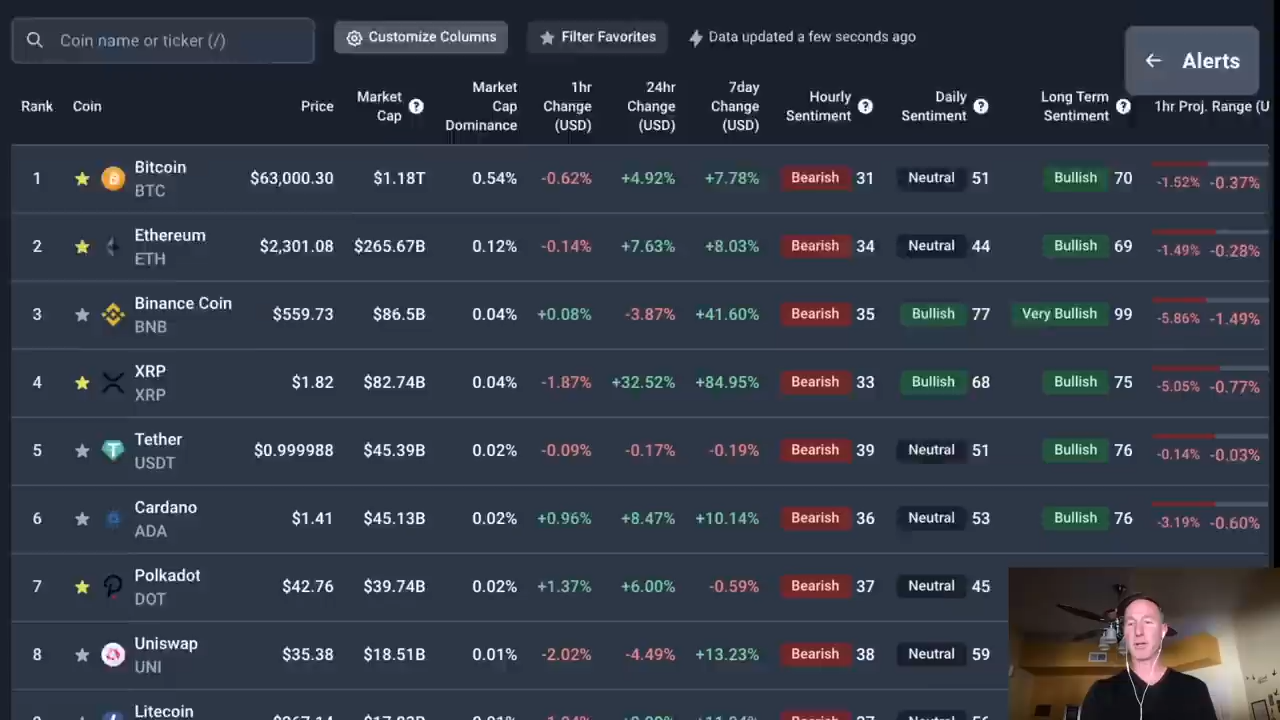 Coin name or ticker (/)
Customize Columns
Filter Favorites
Data updated a few seconds ago
Alerts
Rank Coin Price Market Cap Market Cap Dominance 1hr Change (USD) 24hr Change (USD) 7day Change (USD) Hourly Sentiment Daily Sentiment Long Term Sentiment 1hr Proj. Range (U
1 Bitcoin BTC $63,000.30 $1.18T 0.54% -0.62% +4.92% +7.78% Bearish 31 Neutral 51 Bullish 70 -1.52% -0.37%
2 Ethereum ETH $2,301.08 $265.67B 0.12% -0.14% +7.63% +8.03% Bearish 34 Neutral 44 Bullish 69 -1.49% -0.28%
3 Binance Coin BNB $559.73 $86.5B 0.04% +0.08% -3.87% +41.60% Bearish 35 Bullish 77 Very Bullish 99 -5.86% -1.49%
4 XRP XRP $1.82 $82.74B 0.04% -1.87% +32.52% +84.95% Bearish 33 Bullish 68 Bullish 75 -5.05% -0.77%
5 Tether USDT $0.999988 $45.39B 0.02% -0.09% -0.17% -0.19% Bearish 39 Neutral 51 Bullish 76 -0.14% -0.03%
6 Cardano ADA $1.41 $45.13B 0.02% +0.96% +8.47% +10.14% Bearish 36 Neutral 53 Bullish 76 -3.19% -0.60%
7 Polkadot DOT $42.76 $39.74B 0.02% +1.37% +6.00% -0.59% Bearish 37 Neutral 45
8 Uniswap UNI $35.38 $18.51B 0.01% -2.02% -4.49% +13.23% Bearish 38 Neutral 59
Litecoin